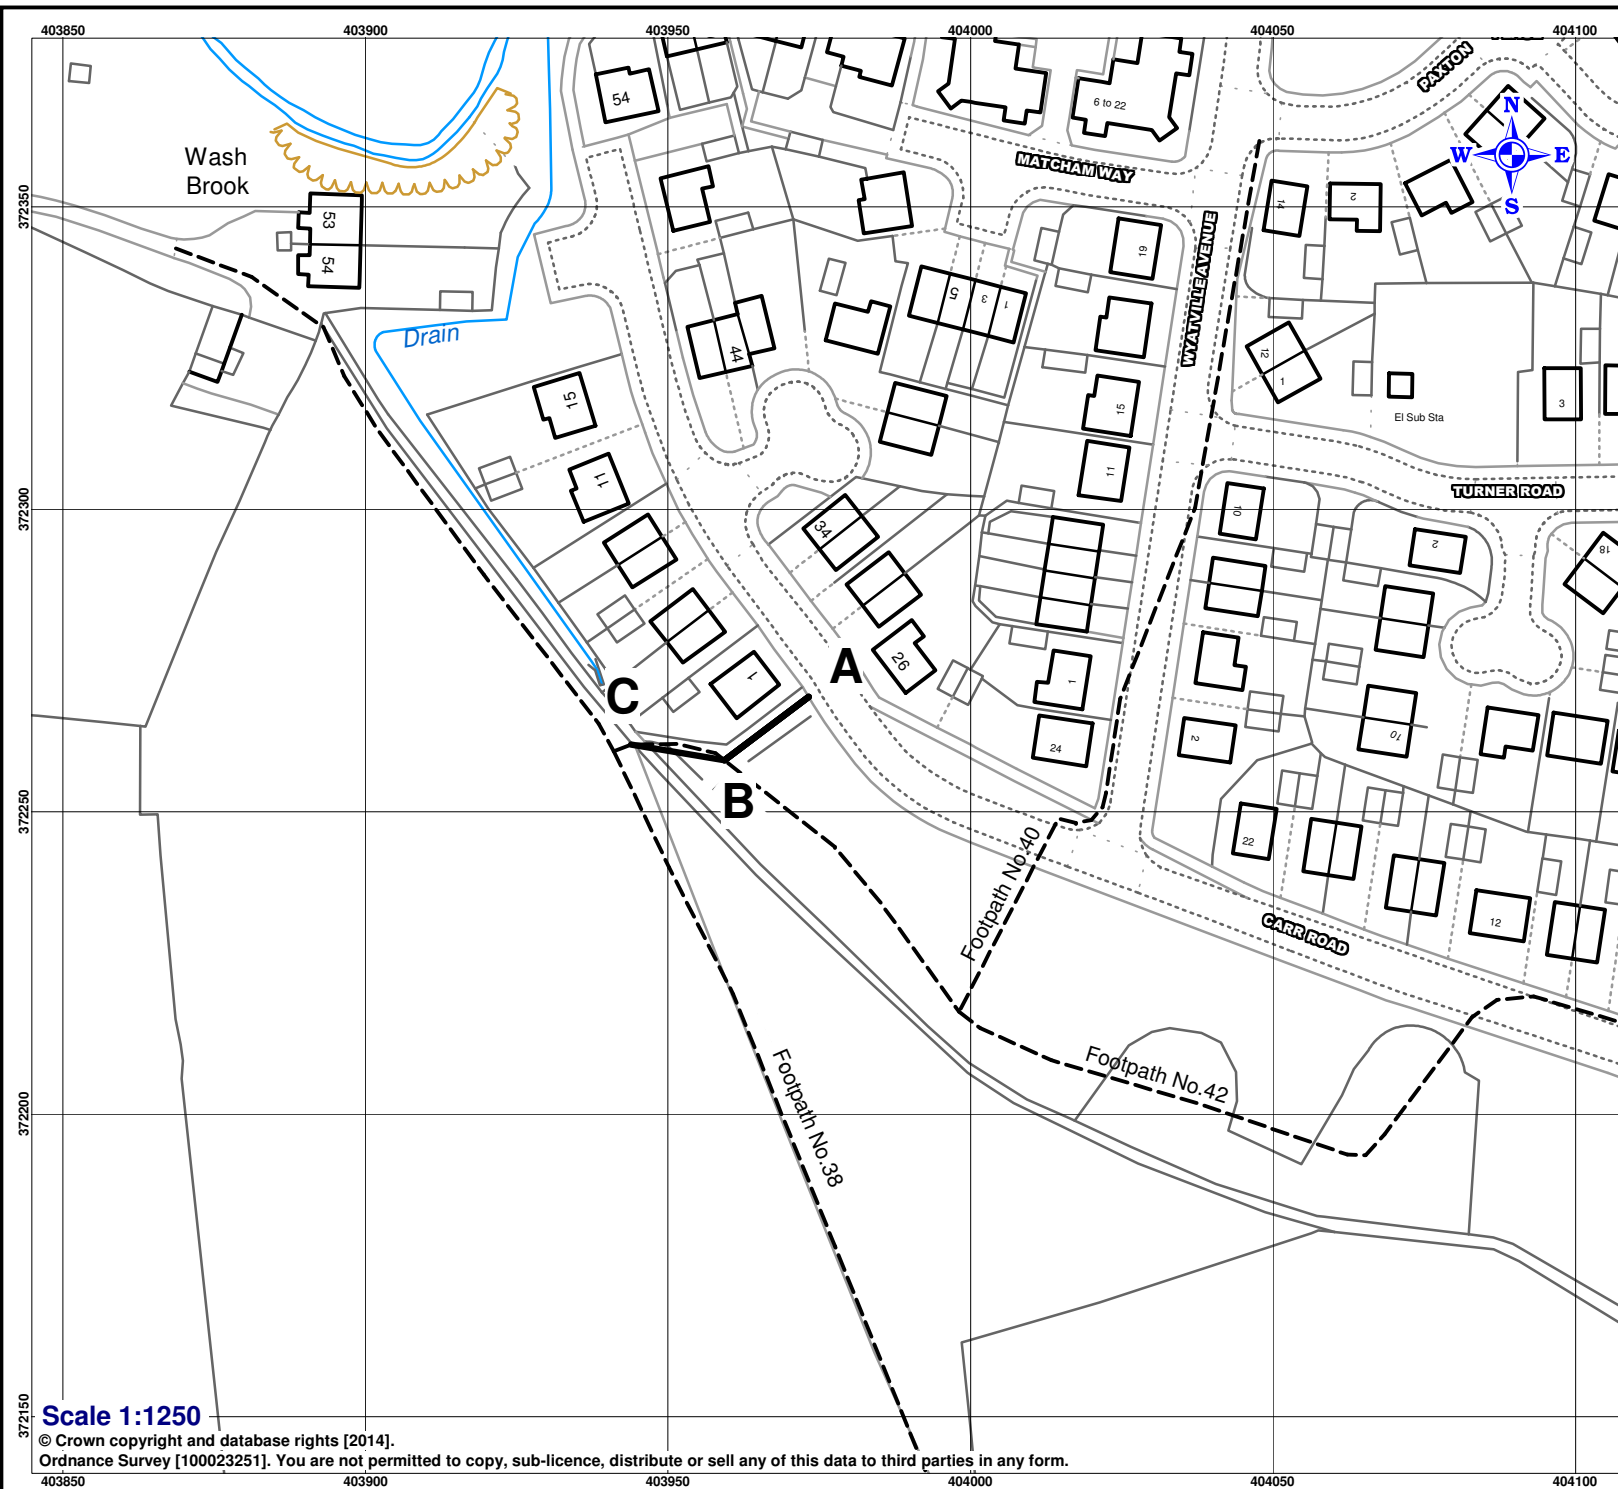 403850 403900 403950 404000 404050 404100
PAXTON
N
W E
S
54
6 to 22
Wash
Brook
MATCHAM WAY
372350
53
54
14
2
19
WYATVILLE AVENUE
5 3 1
Drain
44
12
1
15
15
El Sub Sta
3
11
11
372300
TURNER ROAD
34
10
2
18
26
A
1
1
C
24
2
10
B
372250
22
Footpath No.40
12
CARR ROAD
Footpath No.42
Footpath No.38
372200
372150
Scale 1:1250
© Crown copyright and database rights [2014].
Ordnance Survey [100023251]. You are not permitted to copy, sub-licence, distribute or sell any of this data to third parties in any form.
403850 403900 403950 404000 404050 404100